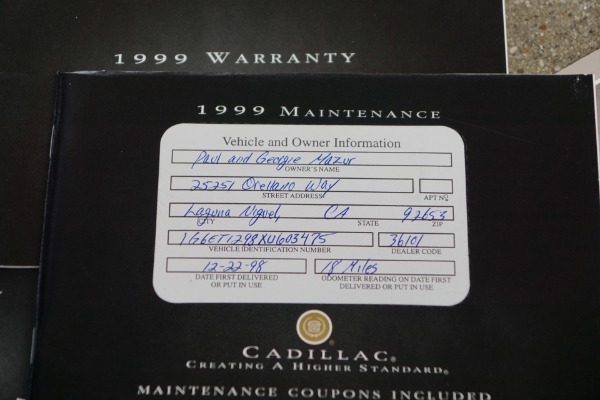 1999 WARRANTY
1999 MAINTENANCE
Vehicle and Owner Information
Paul and Georgie Mazur
OWNER'S NAME
25251 Orellano Way
STREET ADDRESS
APT Nº
Laguna Niguel, CA 92653
CITY STATE ZIP
1G6ET1298XU603475 36101
VEHICLE IDENTIFICATION NUMBER DEALER CODE
12-22-98 18 Miles
DATE FIRST DELIVERED OR PUT IN USE
ODOMETER READING ON DATE FIRST DELIVERED OR PUT IN USE
CADILLAC®
CREATING A HIGHER STANDARD®
MAINTENANCE COUPONS INCLUDED